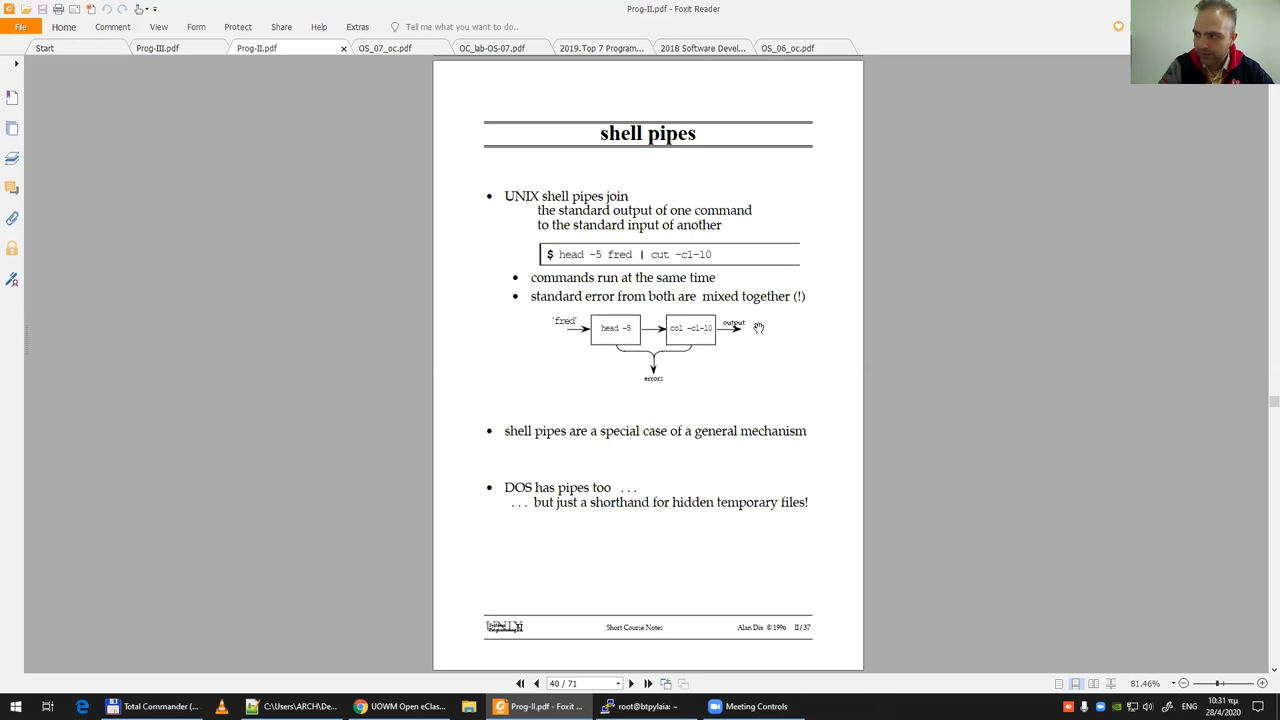 Prog-II.pdf - Foxit Reader
File Home Comment View Form Protect Share Help Extras Tell me what you want to do...
Start Prog-III.pdf Prog-II.pdf OS_07_oc.pdf OC_lab-OS-07.pdf 2019.Top 7 Program... 2018 Software Devel... OS_06_oc.pdf
shell pipes
• UNIX shell pipes join
the standard output of one command
to the standard input of another
$ head -5 fred | cut -c1-10
• commands run at the same time
• standard error from both are mixed together (!)
'fred' head -5 col -c1-10 output
errors
• shell pipes are a special case of a general mechanism
• DOS has pipes too ...
... but just a shorthand for hidden temporary files!
Short Course Notes Alan Dix © 1996 II/37
40 / 71 81.46%
Total Commander (... C:\Users\ARCH\De... UOWM Open eClass... Prog-II.pdf - Foxit ... root@btpylaia: ~ Meeting Controls
10:31 πμ
28/4/2020